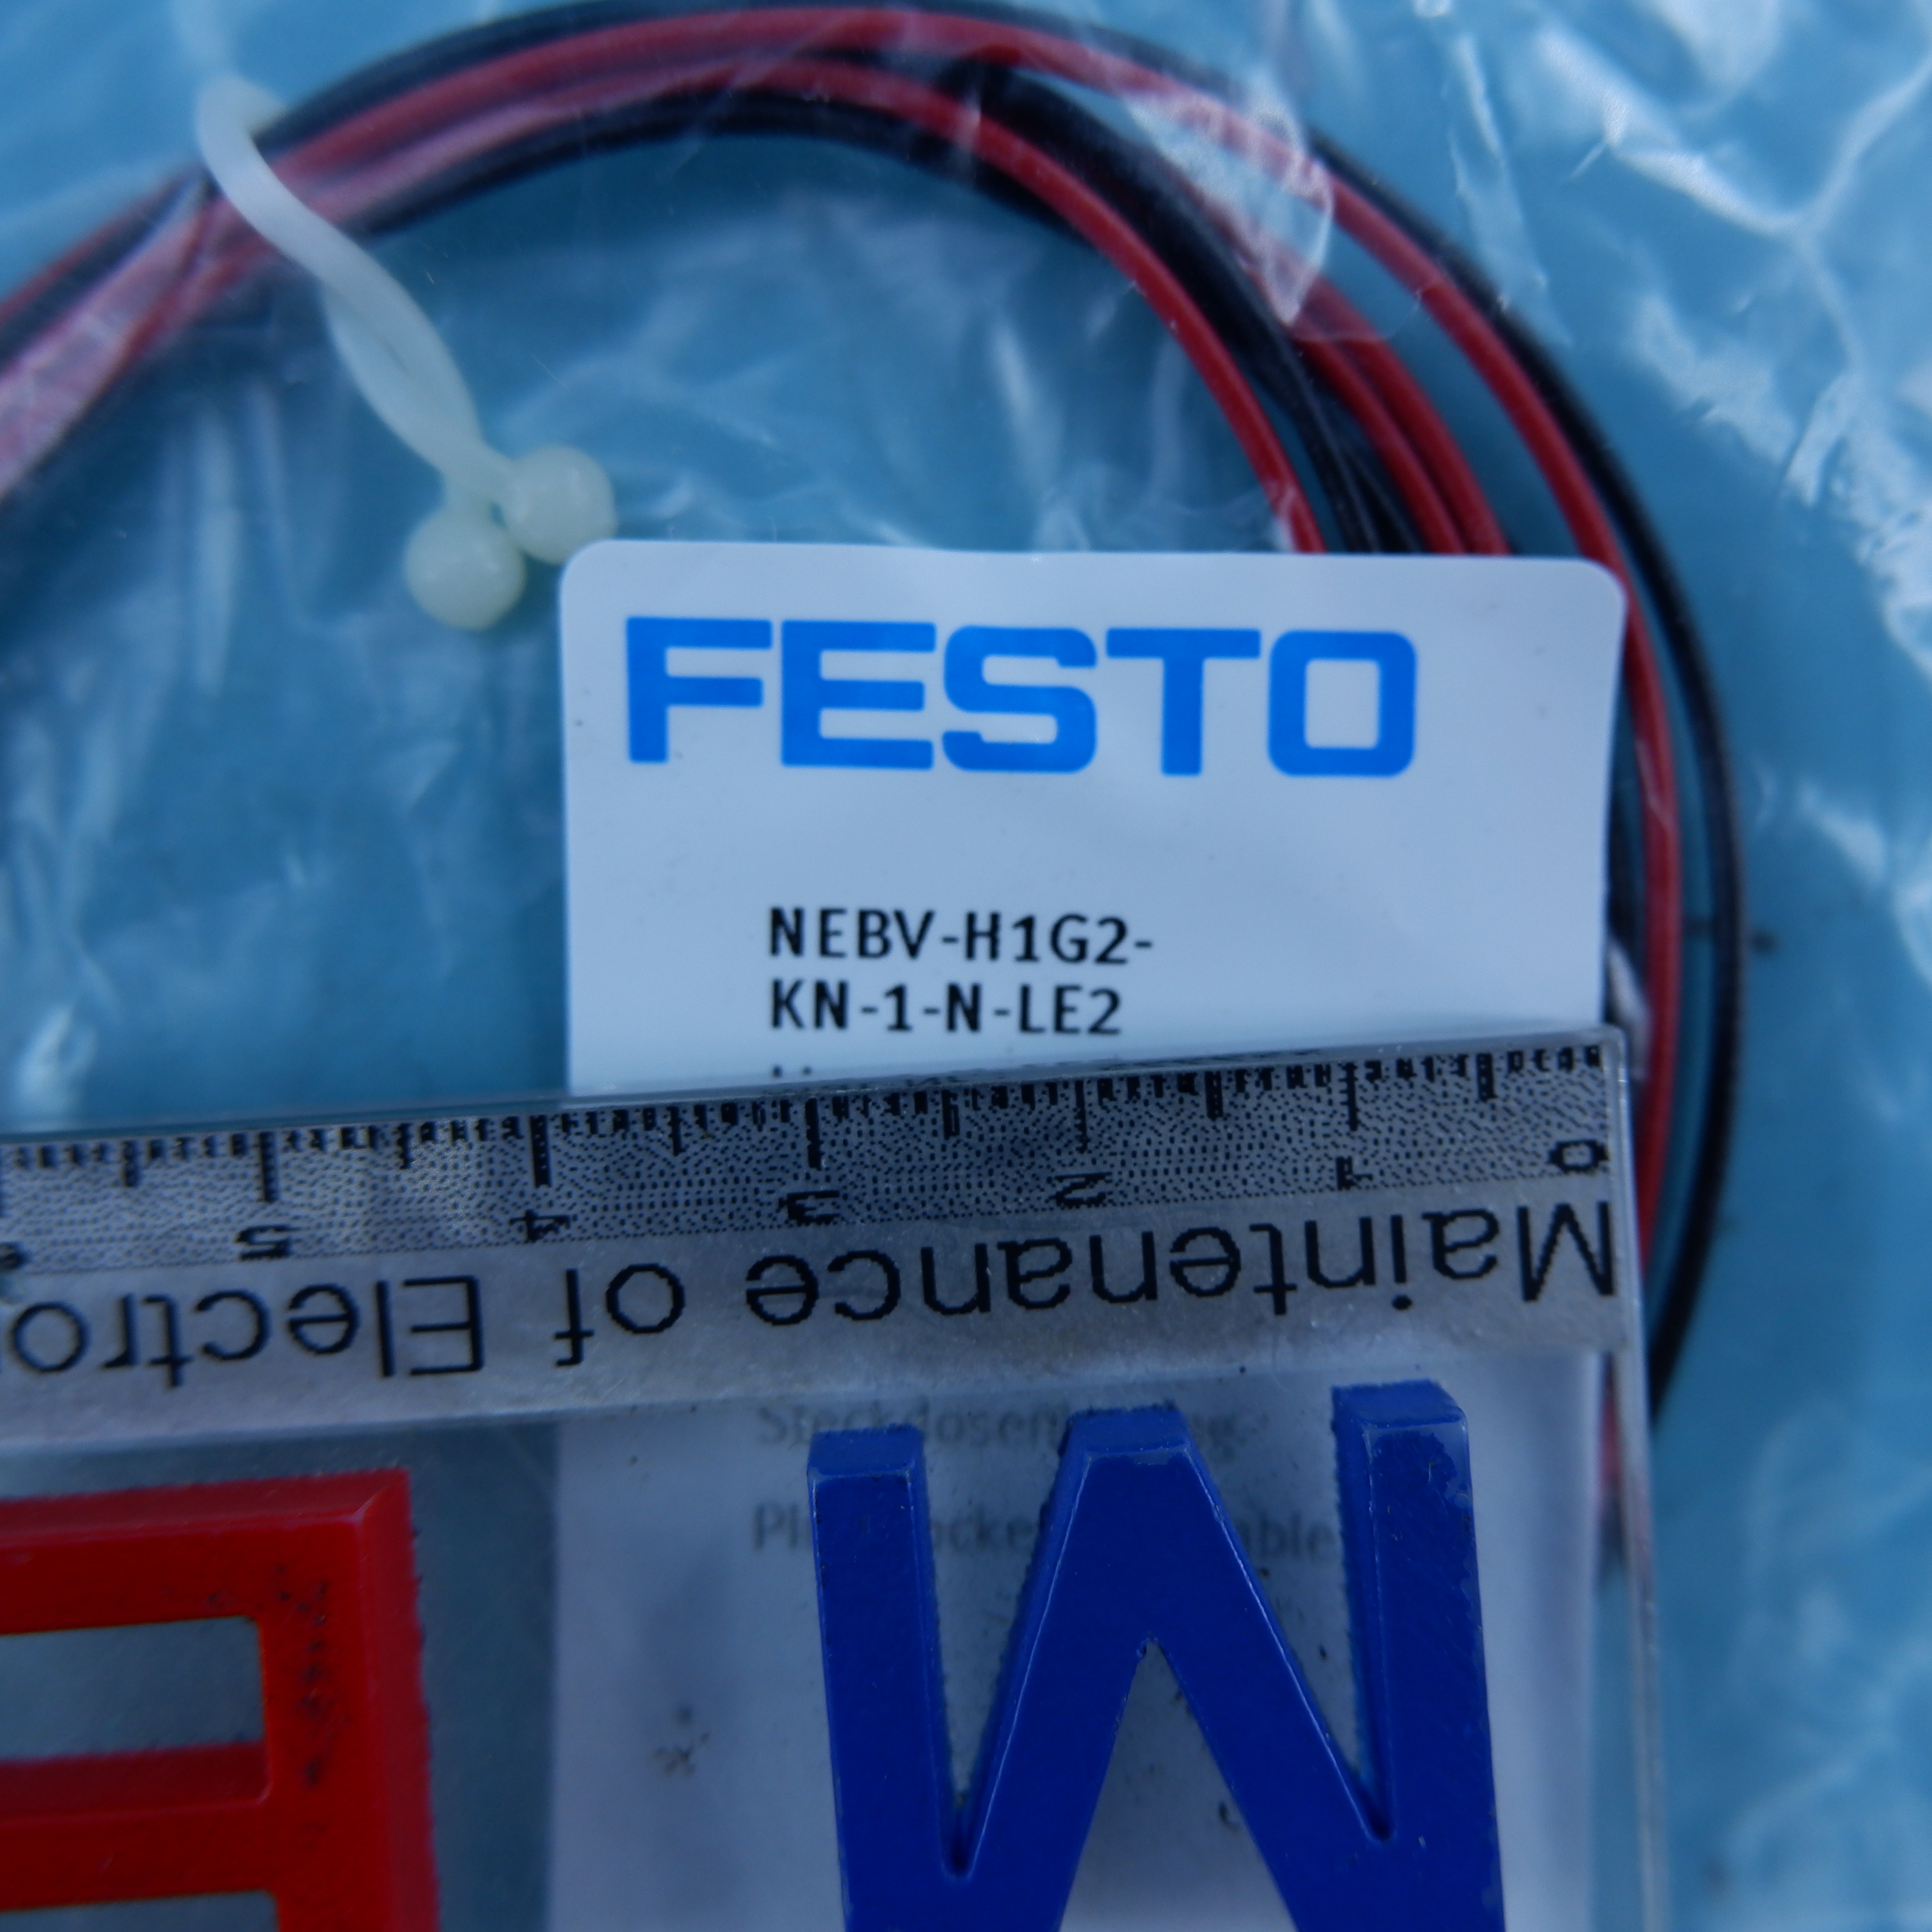 FESTO
NEBV-H1G2-
KN-1-N-LE2
0 1 2 3 4 5
Maintenance of Electro
M